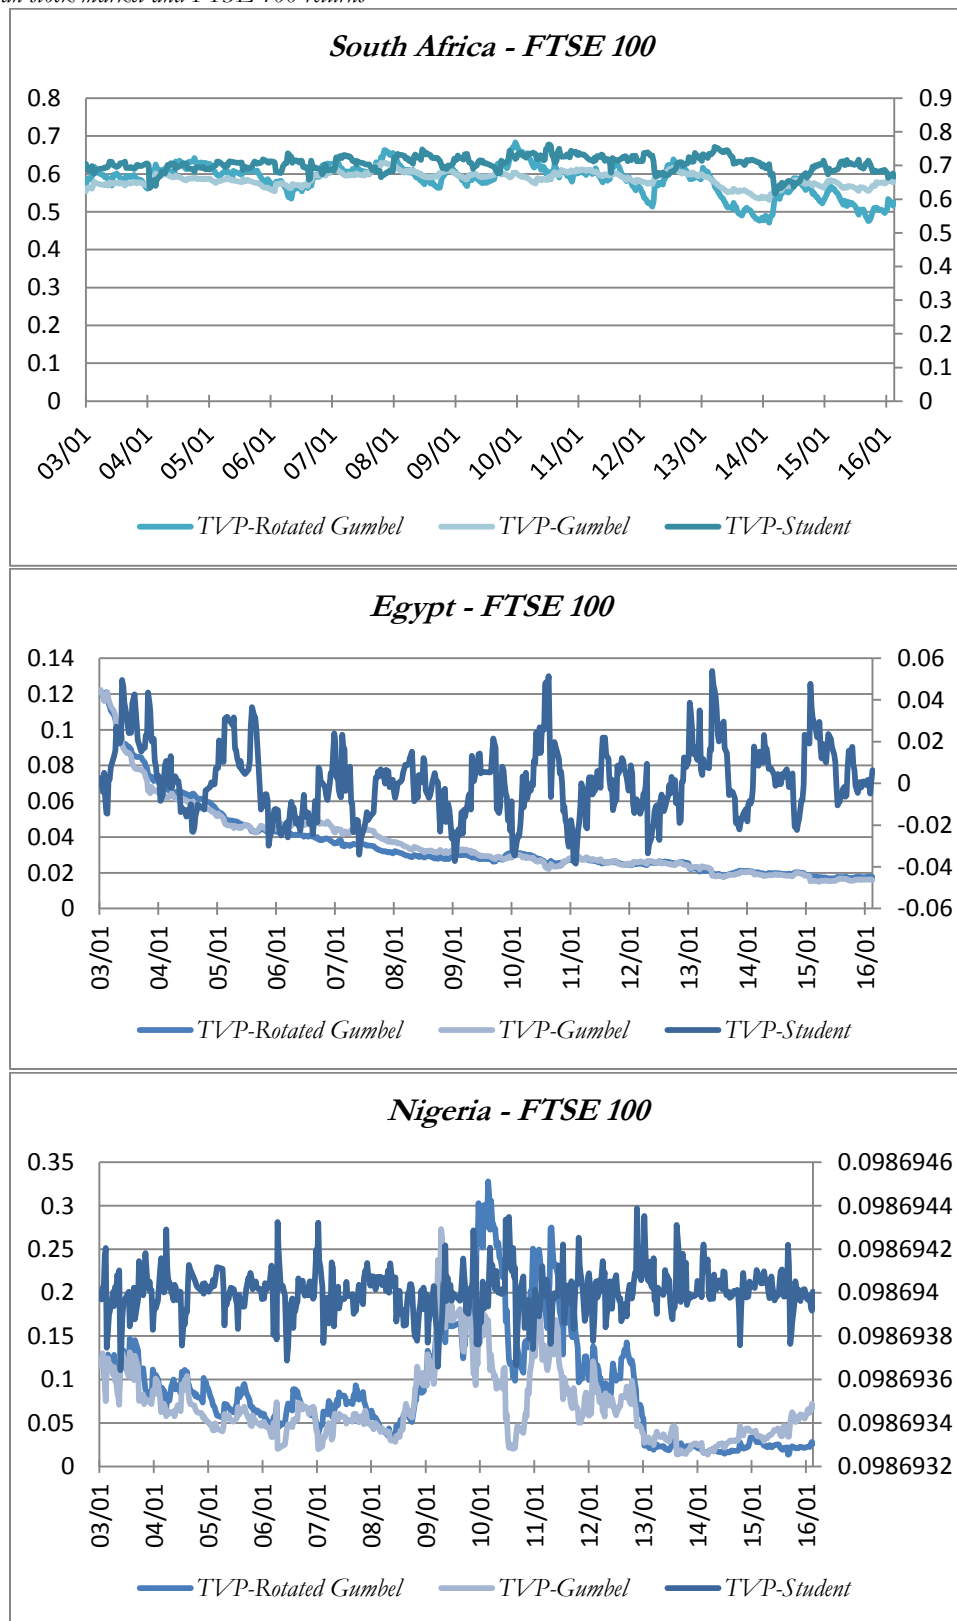 an stock market and FTSE 100 returns
South Africa - FTSE 100
0.8 0.9
0.7 0.8
0.6 0.7
0.5 0.6
0.4 0.5
0.3 0.4
0.2 0.3
0.1 0.2
0 0.1
0
03/01 04/01 05/01 06/01 07/01 08/01 09/01 10/01 11/01 12/01 13/01 14/01 15/01 16/01
TVP-Rotated Gumbel TVP-Gumbel TVP-Student
Egypt - FTSE 100
0.14 0.06
0.12 0.04
0.1 0.02
0.08 0
0.06 -0.02
0.04 -0.04
0.02 -0.06
0
03/01 04/01 05/01 06/01 07/01 08/01 09/01 10/01 11/01 12/01 13/01 14/01 15/01 16/01
TVP-Rotated Gumbel TVP-Gumbel TVP-Student
Nigeria - FTSE 100
0.35 0.0986946
0.3 0.0986944
0.25 0.0986942
0.2 0.098694
0.15 0.0986938
0.1 0.0986936
0.05 0.0986934
0 0.0986932
03/01 04/01 05/01 06/01 07/01 08/01 09/01 10/01 11/01 12/01 13/01 14/01 15/01 16/01
TVP-Rotated Gumbel TVP-Gumbel TVP-Student